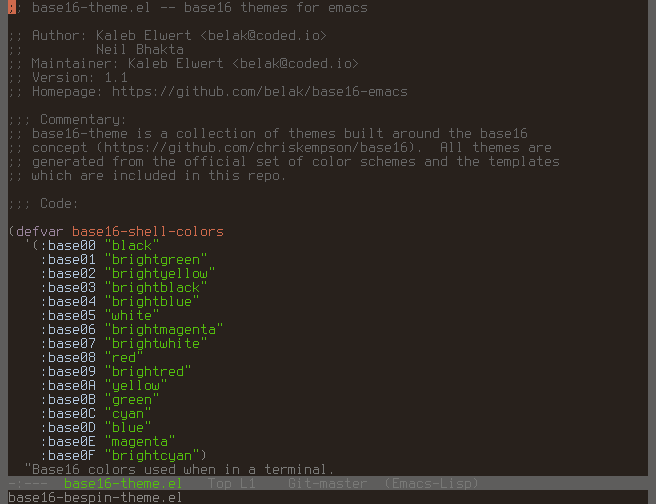 ;; base16-theme.el -- base16 themes for emacs
;; Author: Kaleb Elwert <belak@coded.io>
;;         Neil Bhakta
;; Maintainer: Kaleb Elwert <belak@coded.io>
;; Version: 1.1
;; Homepage: https://github.com/belak/base16-emacs
;;; Commentary:
;; base16-theme is a collection of themes built around the base16
;; concept (https://github.com/chriskempson/base16).  All themes are
;; generated from the official set of color schemes and the templates
;; which are included in this repo.
;;; Code:
(defvar base16-shell-colors
  '(:base00 "black"
    :base01 "brightgreen"
    :base02 "brightyellow"
    :base03 "brightblack"
    :base04 "brightblue"
    :base05 "white"
    :base06 "brightmagenta"
    :base07 "brightwhite"
    :base08 "red"
    :base09 "brightred"
    :base0A "yellow"
    :base0B "green"
    :base0C "cyan"
    :base0D "blue"
    :base0E "magenta"
    :base0F "brightcyan")
  "Base16 colors used when in a terminal.
-:---  base16-theme.el   Top L1    Git-master  (Emacs-Lisp)
base16-bespin-theme.el